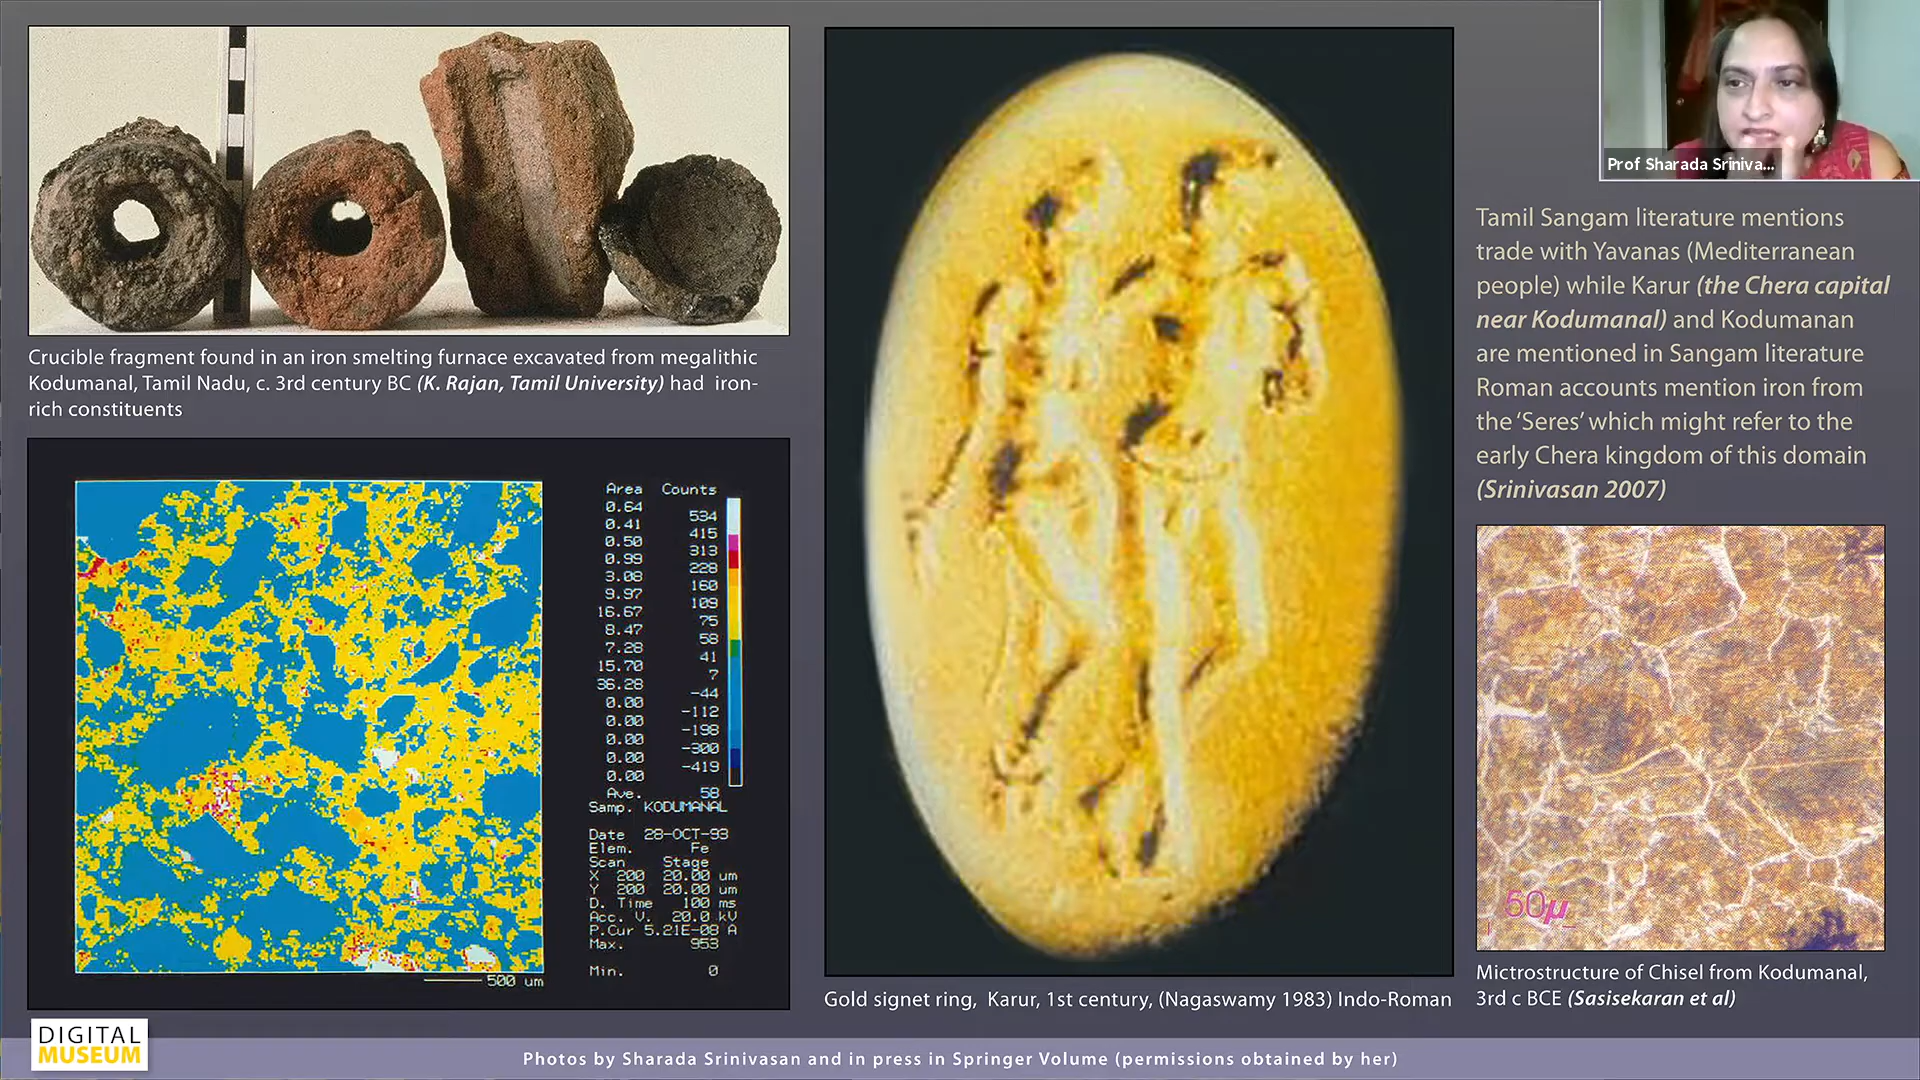 Prof Sharada Sriniva...
Crucible fragment found in an iron smelting furnace excavated from megalithic
Kodumanal, Tamil Nadu, c. 3rd century BC (K. Rajan, Tamil University) had iron-
rich constituents
Area Counts
0.64
534
0.41
415
0.50
313
0.99
228
3.08
160
9.97
109
16.67
75
8.47
58
7.28
41
15.70
7
36.28
-44
0.00
-112
0.00
-198
0.00
-300
0.00
-419
0.00
Ave. 58
Samp. KODUMANAL
Date 28-OCT-93
Elem. Fe
Scan Stage
X 200 20.00 um
Y 200 20.00 um
D. Time 100 ms
Acc. V. 20.0 kV
P.Cur 5.21E-08 A
Max. 953
Min. 0
500 um
Gold signet ring, Karur, 1st century, (Nagaswamy 1983) Indo-Roman
Tamil Sangam literature mentions
trade with Yavanas (Mediterranean
people) while Karur (the Chera capital
near Kodumanal) and Kodumanan
are mentioned in Sangam literature
Roman accounts mention iron from
the ‘Seres’ which might refer to the
early Chera kingdom of this domain
(Srinivasan 2007)
50µ
Mictrostructure of Chisel from Kodumanal,
3rd c BCE (Sasisekaran et al)
DIGITAL
MUSEUM
Photos by Sharada Srinivasan and in press in Springer Volume (permissions obtained by her)